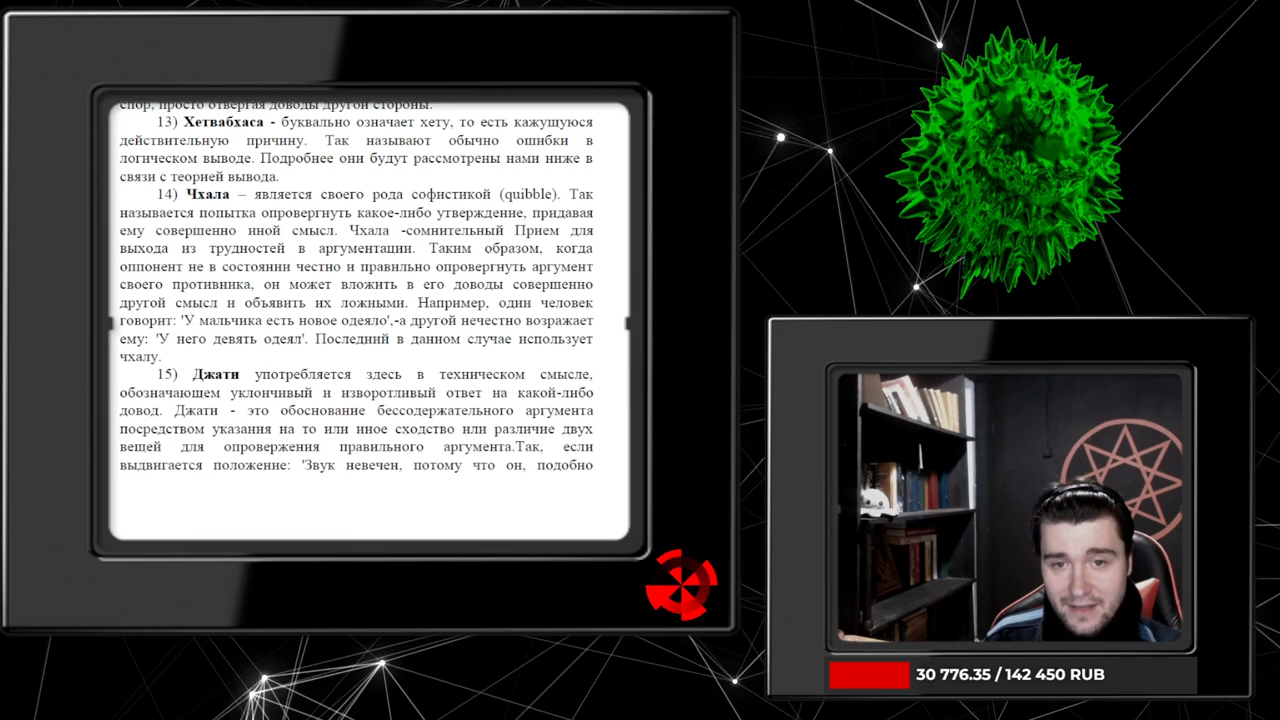 спор, просто отвергая доводы другой стороны.
13) Хетвабхаса - буквально означает хету, то есть кажущуюся
действительную причину. Так называют обычно ошибки в
логическом выводе. Подробнее они будут рассмотрены нами ниже в
связи с теорией вывода.
14) Чхала – является своего рода софистикой (quibble). Так
называется попытка опровергнуть какое-либо утверждение, придавая
ему совершенно иной смысл. Чхала -сомнительный Прием для
выхода из трудностей в аргументации. Таким образом, когда
оппонент не в состоянии честно и правильно опровергнуть аргумент
своего противника, он может вложить в его доводы совершенно
другой смысл и объявить их ложными. Например, один человек
говорит: 'У мальчика есть новое одеяло',-а другой нечестно возражает
ему: 'У него девять одеял'. Последний в данном случае использует
чхалу.
15) Джати употребляется здесь в техническом смысле,
обозначающем уклончивый и изворотливый ответ на какой-либо
довод. Джати - это обоснование бессодержательного аргумента
посредством указания на то или иное сходство или различие двух
вещей для опровержения правильного аргумента.Так, если
выдвигается положение: 'Звук невечен, потому что он, подобно
30 776.35 / 142 450 RUB